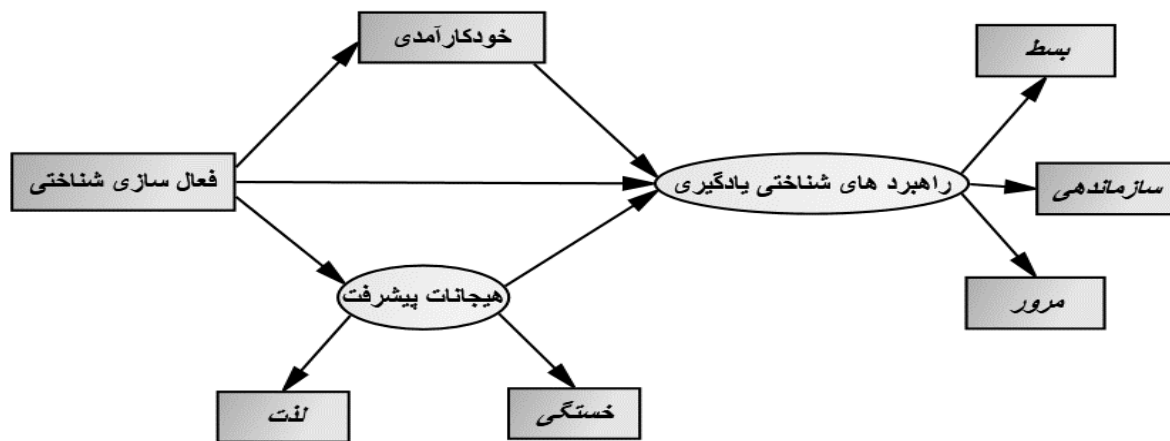 خودکارآمدی
بسط
فعال سازی شناختی
راهبرد های شناختی یادگیری
سازماندهی
هیجانات پیشرفت
مرور
لذت
خستگی